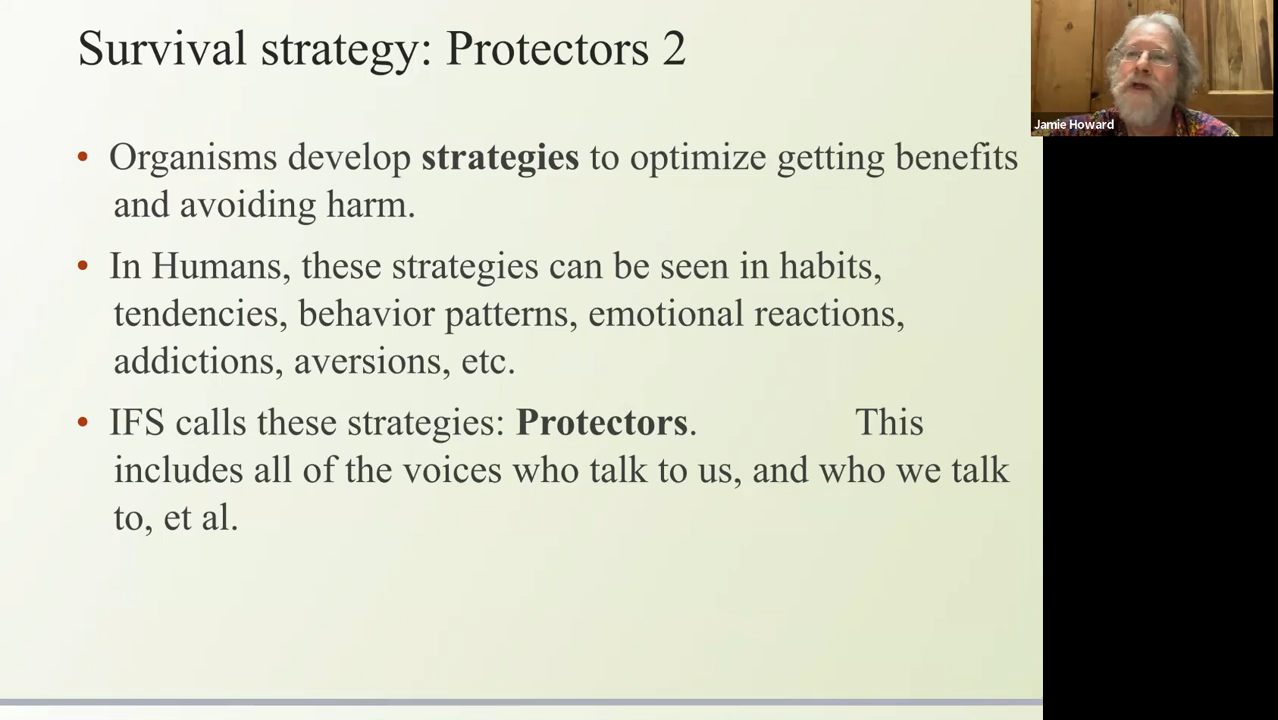 Survival strategy: Protectors 2
Jamie Howard
• Organisms develop strategies to optimize getting benefits
and avoiding harm.
• In Humans, these strategies can be seen in habits,
tendencies, behavior patterns, emotional reactions,
addictions, aversions, etc.
• IFS calls these strategies: Protectors. This
includes all of the voices who talk to us, and who we talk
to, et al.